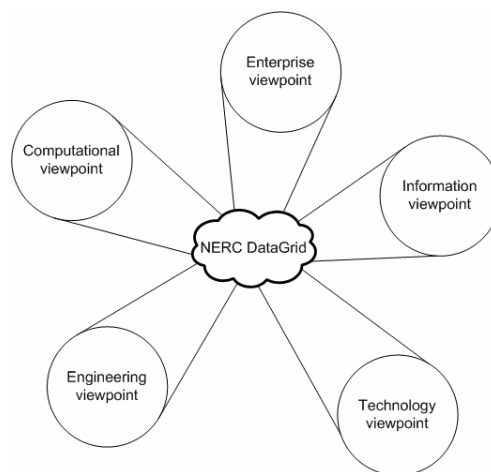 Enterprise
viewpoint
Computational
viewpoint
Information
viewpoint
NERC DataGrid
Engineering
viewpoint
Technology
viewpoint